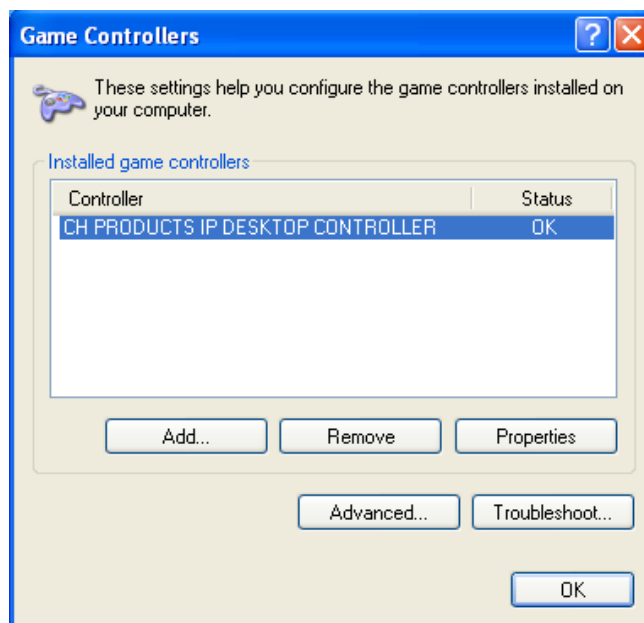 Game Controllers
These settings help you configure the game controllers installed on
your computer.
Installed game controllers
Controller Status
CH PRODUCTS IP DESKTOP CONTROLLER OK
Add... Remove Properties
Advanced... Troubleshoot...
OK